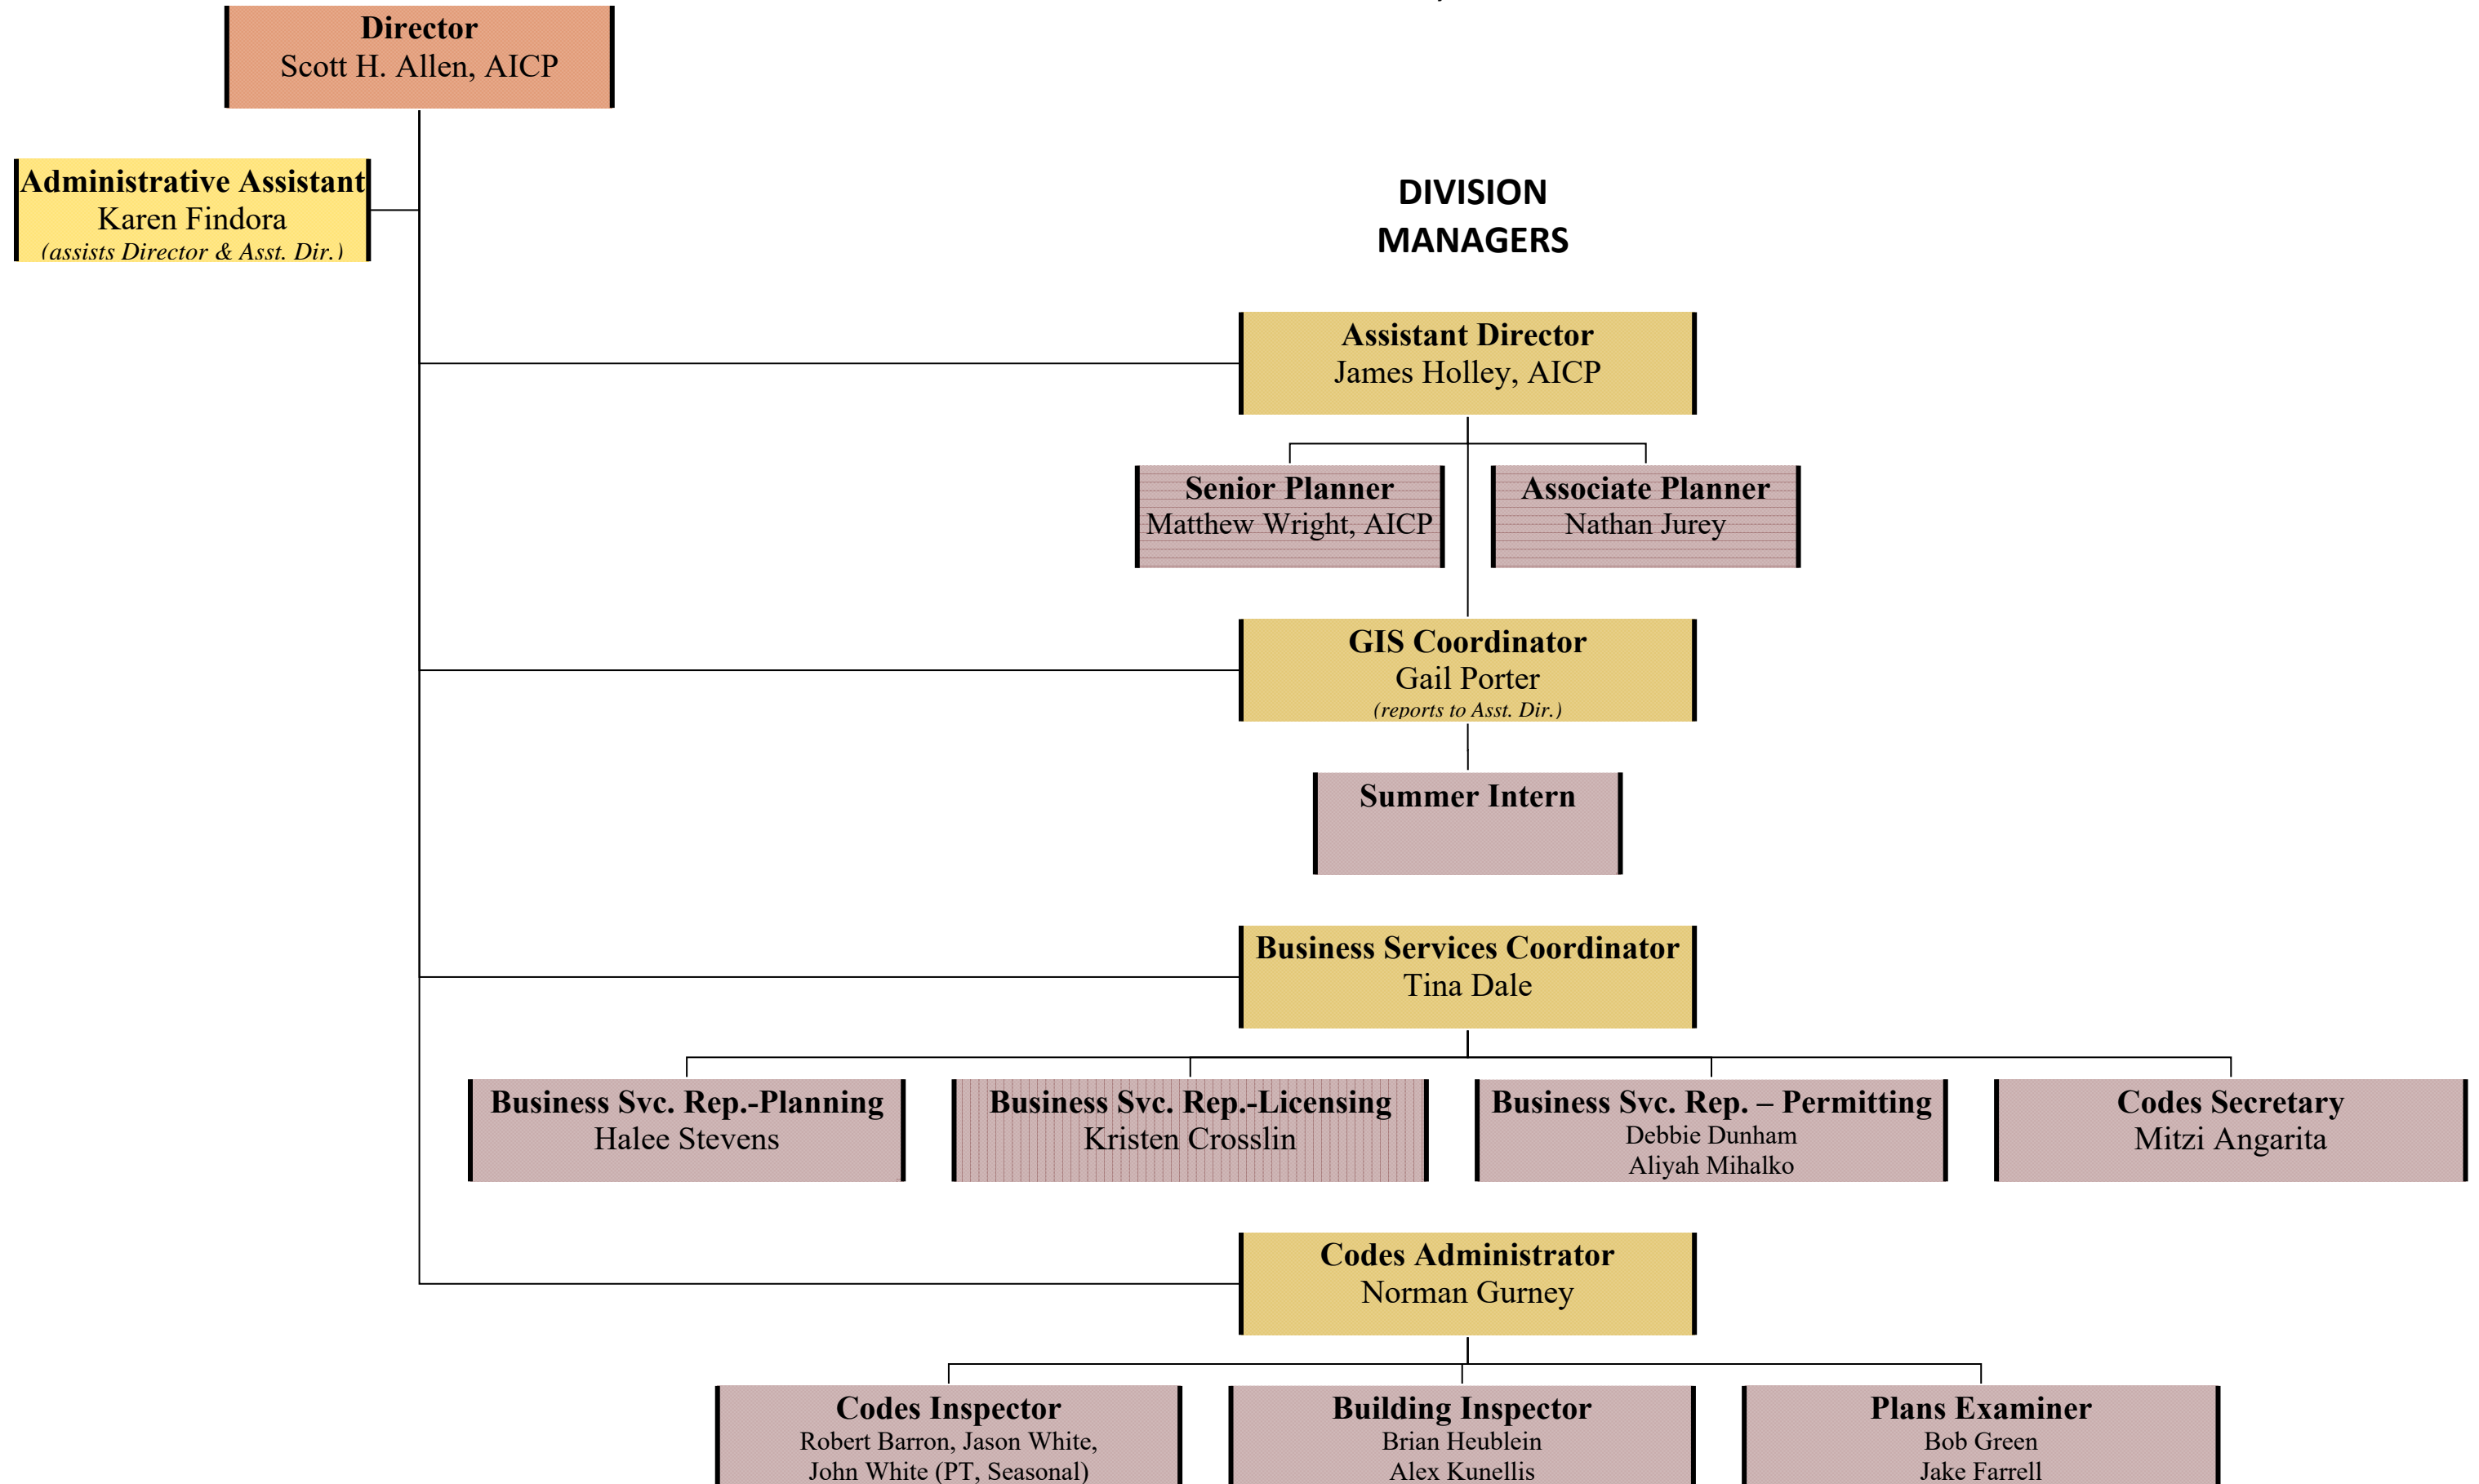 Director
Scott H. Allen, AICP
Administrative Assistant
Karen Findora
(assists Director & Asst. Dir.)
DIVISION
MANAGERS
Assistant Director
James Holley, AICP
Senior Planner
Matthew Wright, AICP
Associate Planner
Nathan Jurey
GIS Coordinator
Gail Porter
(reports to Asst. Dir.)
Summer Intern
Business Services Coordinator
Tina Dale
Business Svc. Rep.-Planning
Halee Stevens
Business Svc. Rep.-Licensing
Kristen Crosslin
Business Svc. Rep. – Permitting
Debbie Dunham
Aliyah Mihalko
Codes Secretary
Mitzi Angarita
Codes Administrator
Norman Gurney
Codes Inspector
Robert Barron, Jason White,
John White (PT, Seasonal)
Building Inspector
Brian Heublein
Alex Kunellis
Plans Examiner
Bob Green
Jake Farrell